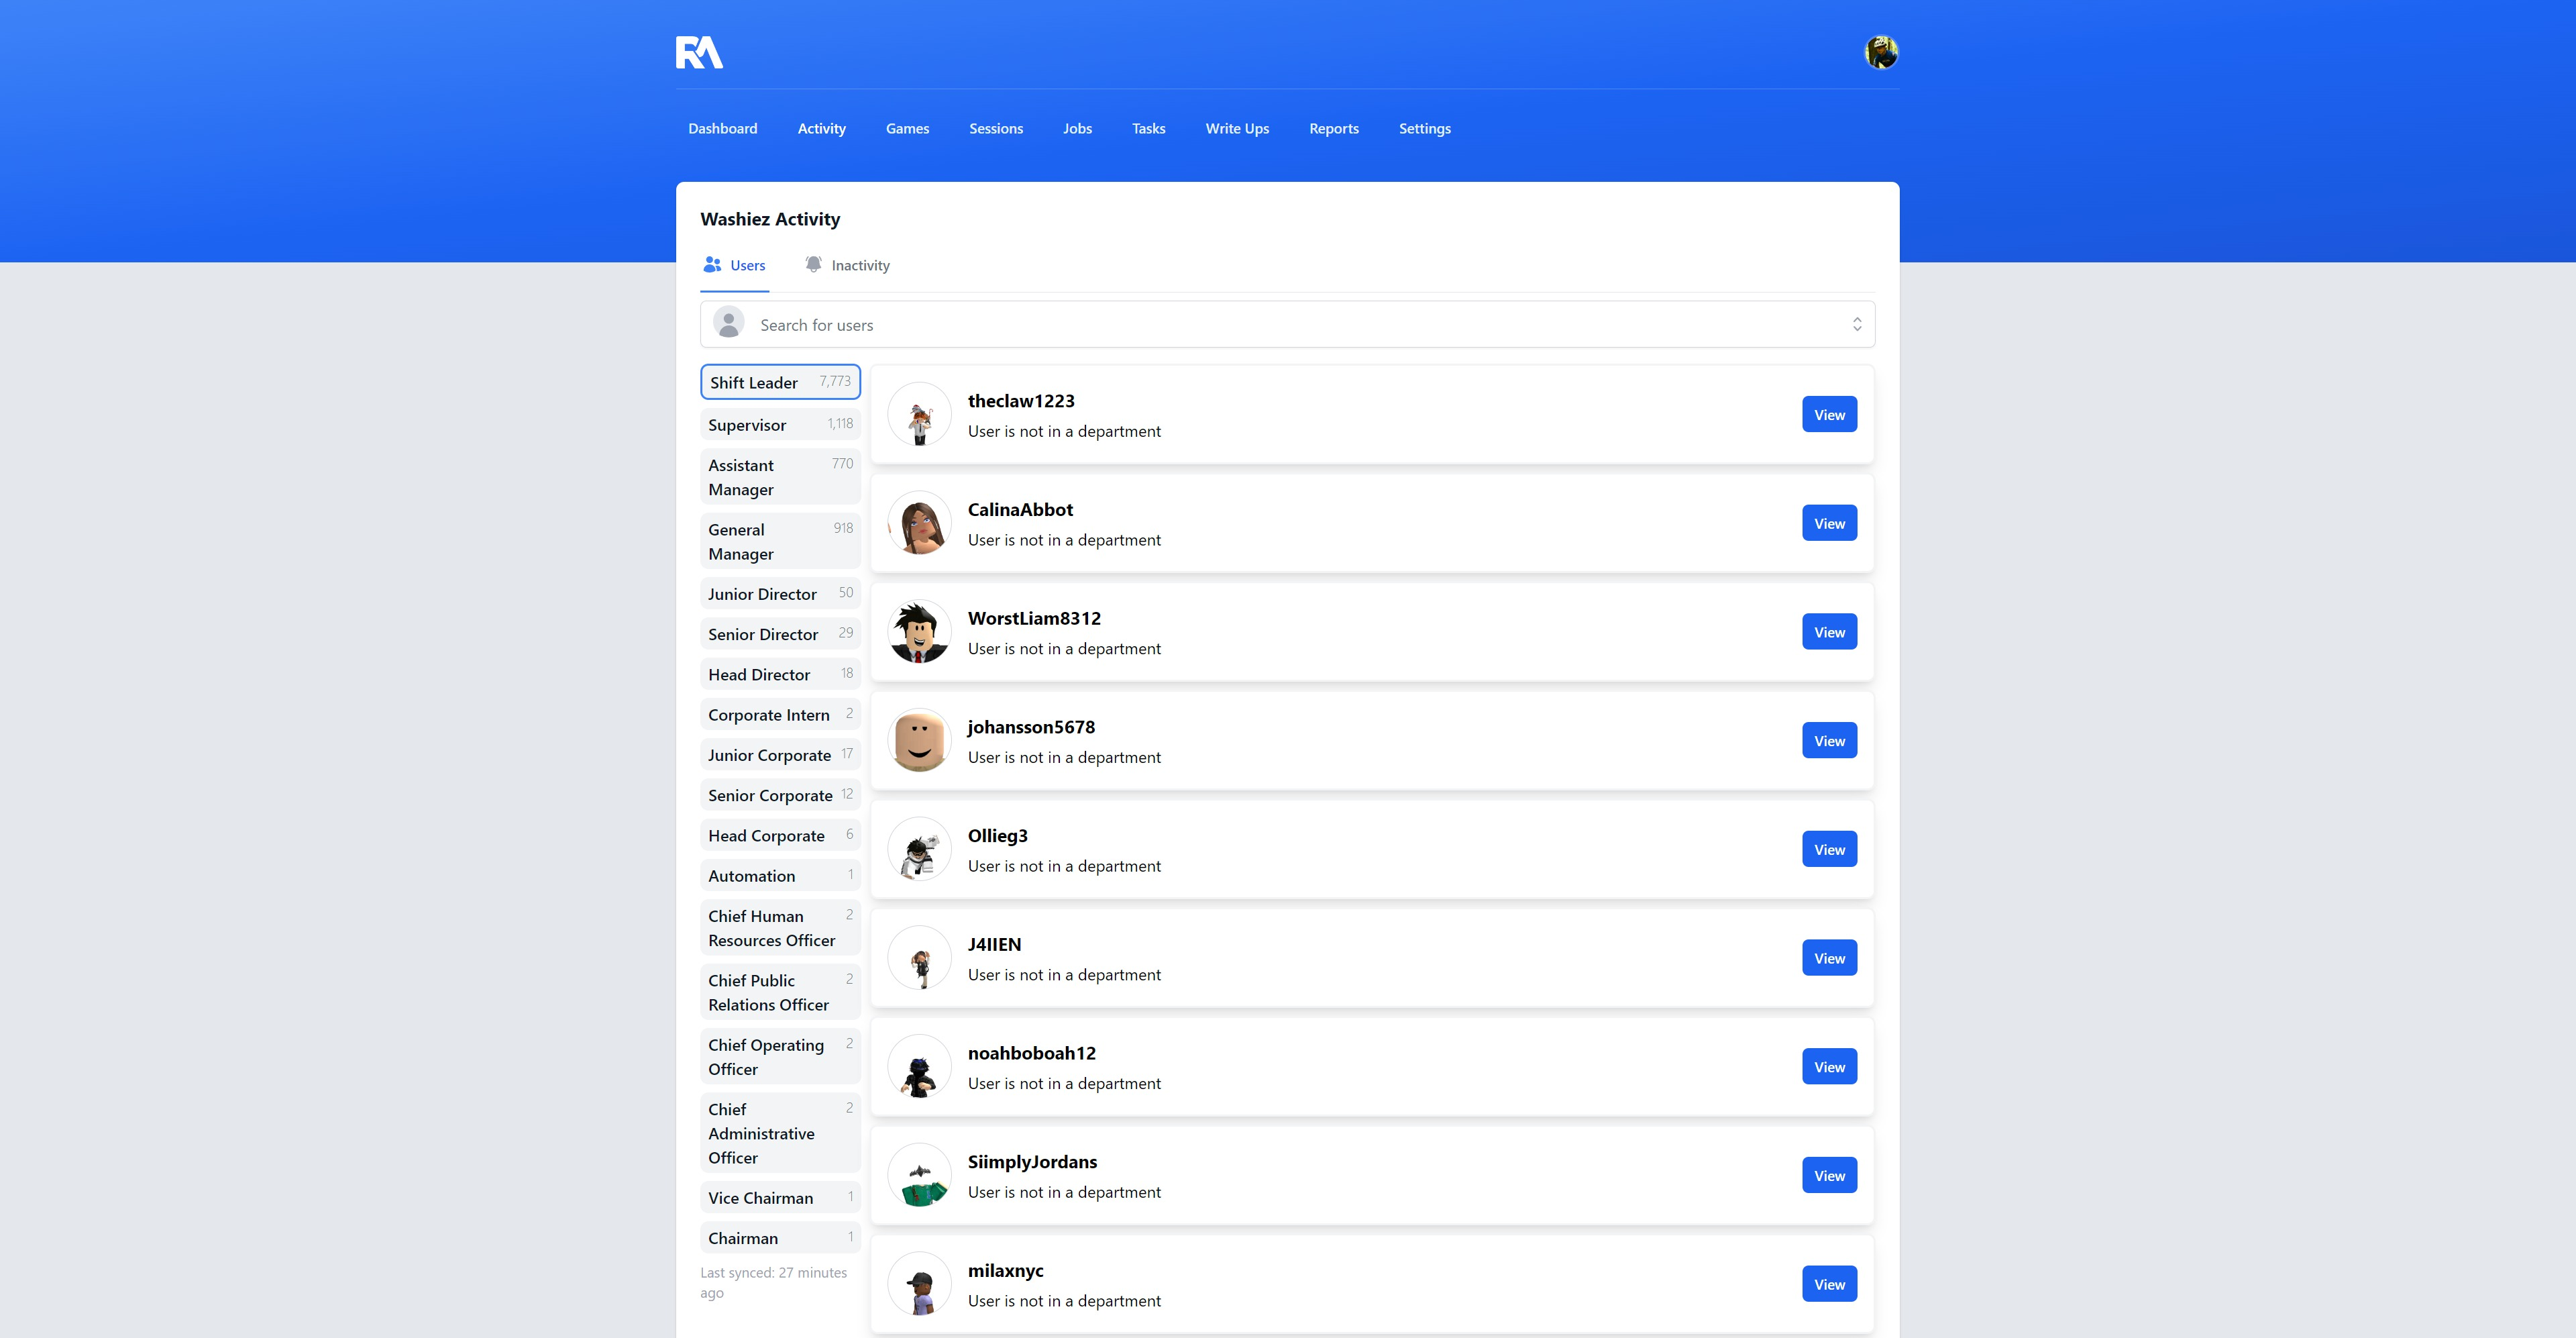 RA
Dashboard Activity Games Sessions Jobs Tasks Write Ups Reports Settings
Washiez Activity
Users Inactivity
Search for users
Shift Leader 7,773
Supervisor 1,118
Assistant 770
Manager
General 918
Manager
Junior Director 50
Senior Director 29
Head Director 18
Corporate Intern 2
Junior Corporate 17
Senior Corporate 12
Head Corporate 6
Automation 1
Chief Human 2
Resources Officer
Chief Public 2
Relations Officer
Chief Operating 2
Officer
Chief 2
Administrative
Officer
Vice Chairman 1
Chairman 1
Last synced: 27 minutes
ago
theclaw1223
User is not in a department
View
CalinaAbbot
User is not in a department
View
WorstLiam8312
User is not in a department
View
johansson5678
User is not in a department
View
Ollieg3
User is not in a department
View
J4IIEN
User is not in a department
View
noahboboah12
User is not in a department
View
SiimplyJordans
User is not in a department
View
milaxnyc
User is not in a department
View